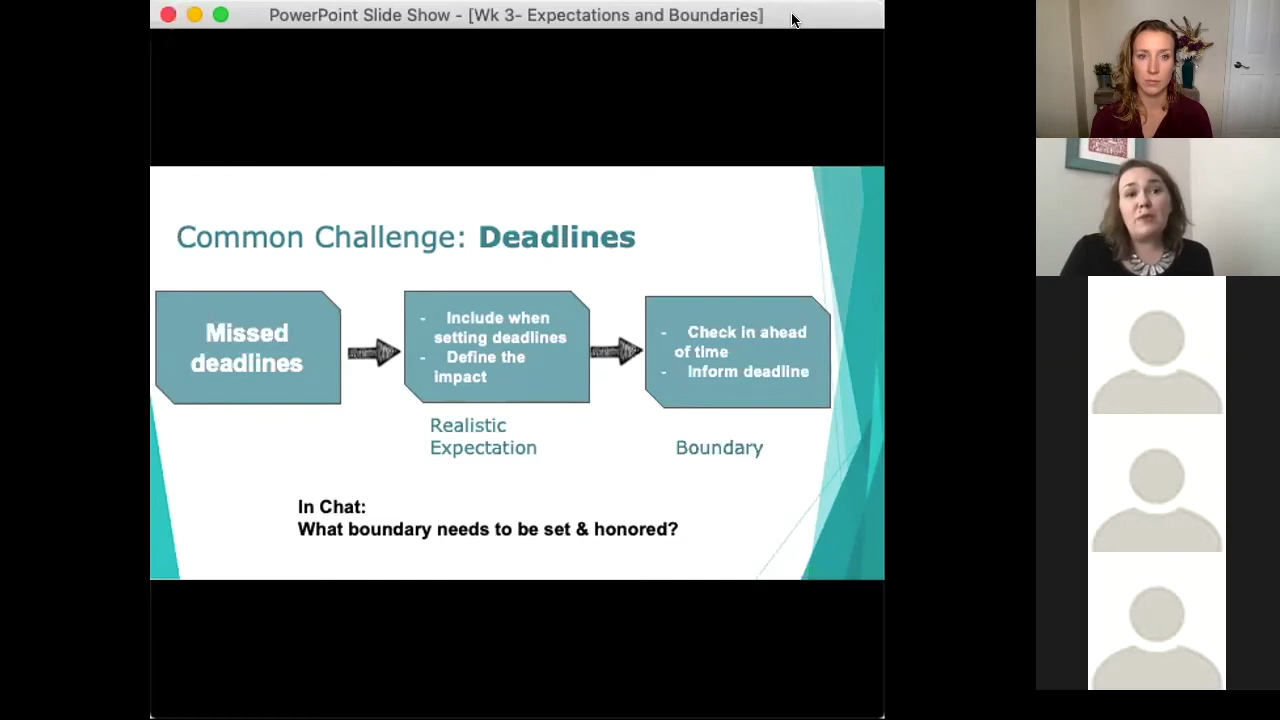 PowerPoint Slide Show - [Wk 3- Expectations and Boundaries]
Common Challenge: Deadlines
Missed
deadlines
- Include when
setting deadlines
- Define the
impact
- Check in ahead
of time
- Inform deadline
Realistic
Expectation
Boundary
In Chat:
What boundary needs to be set & honored?